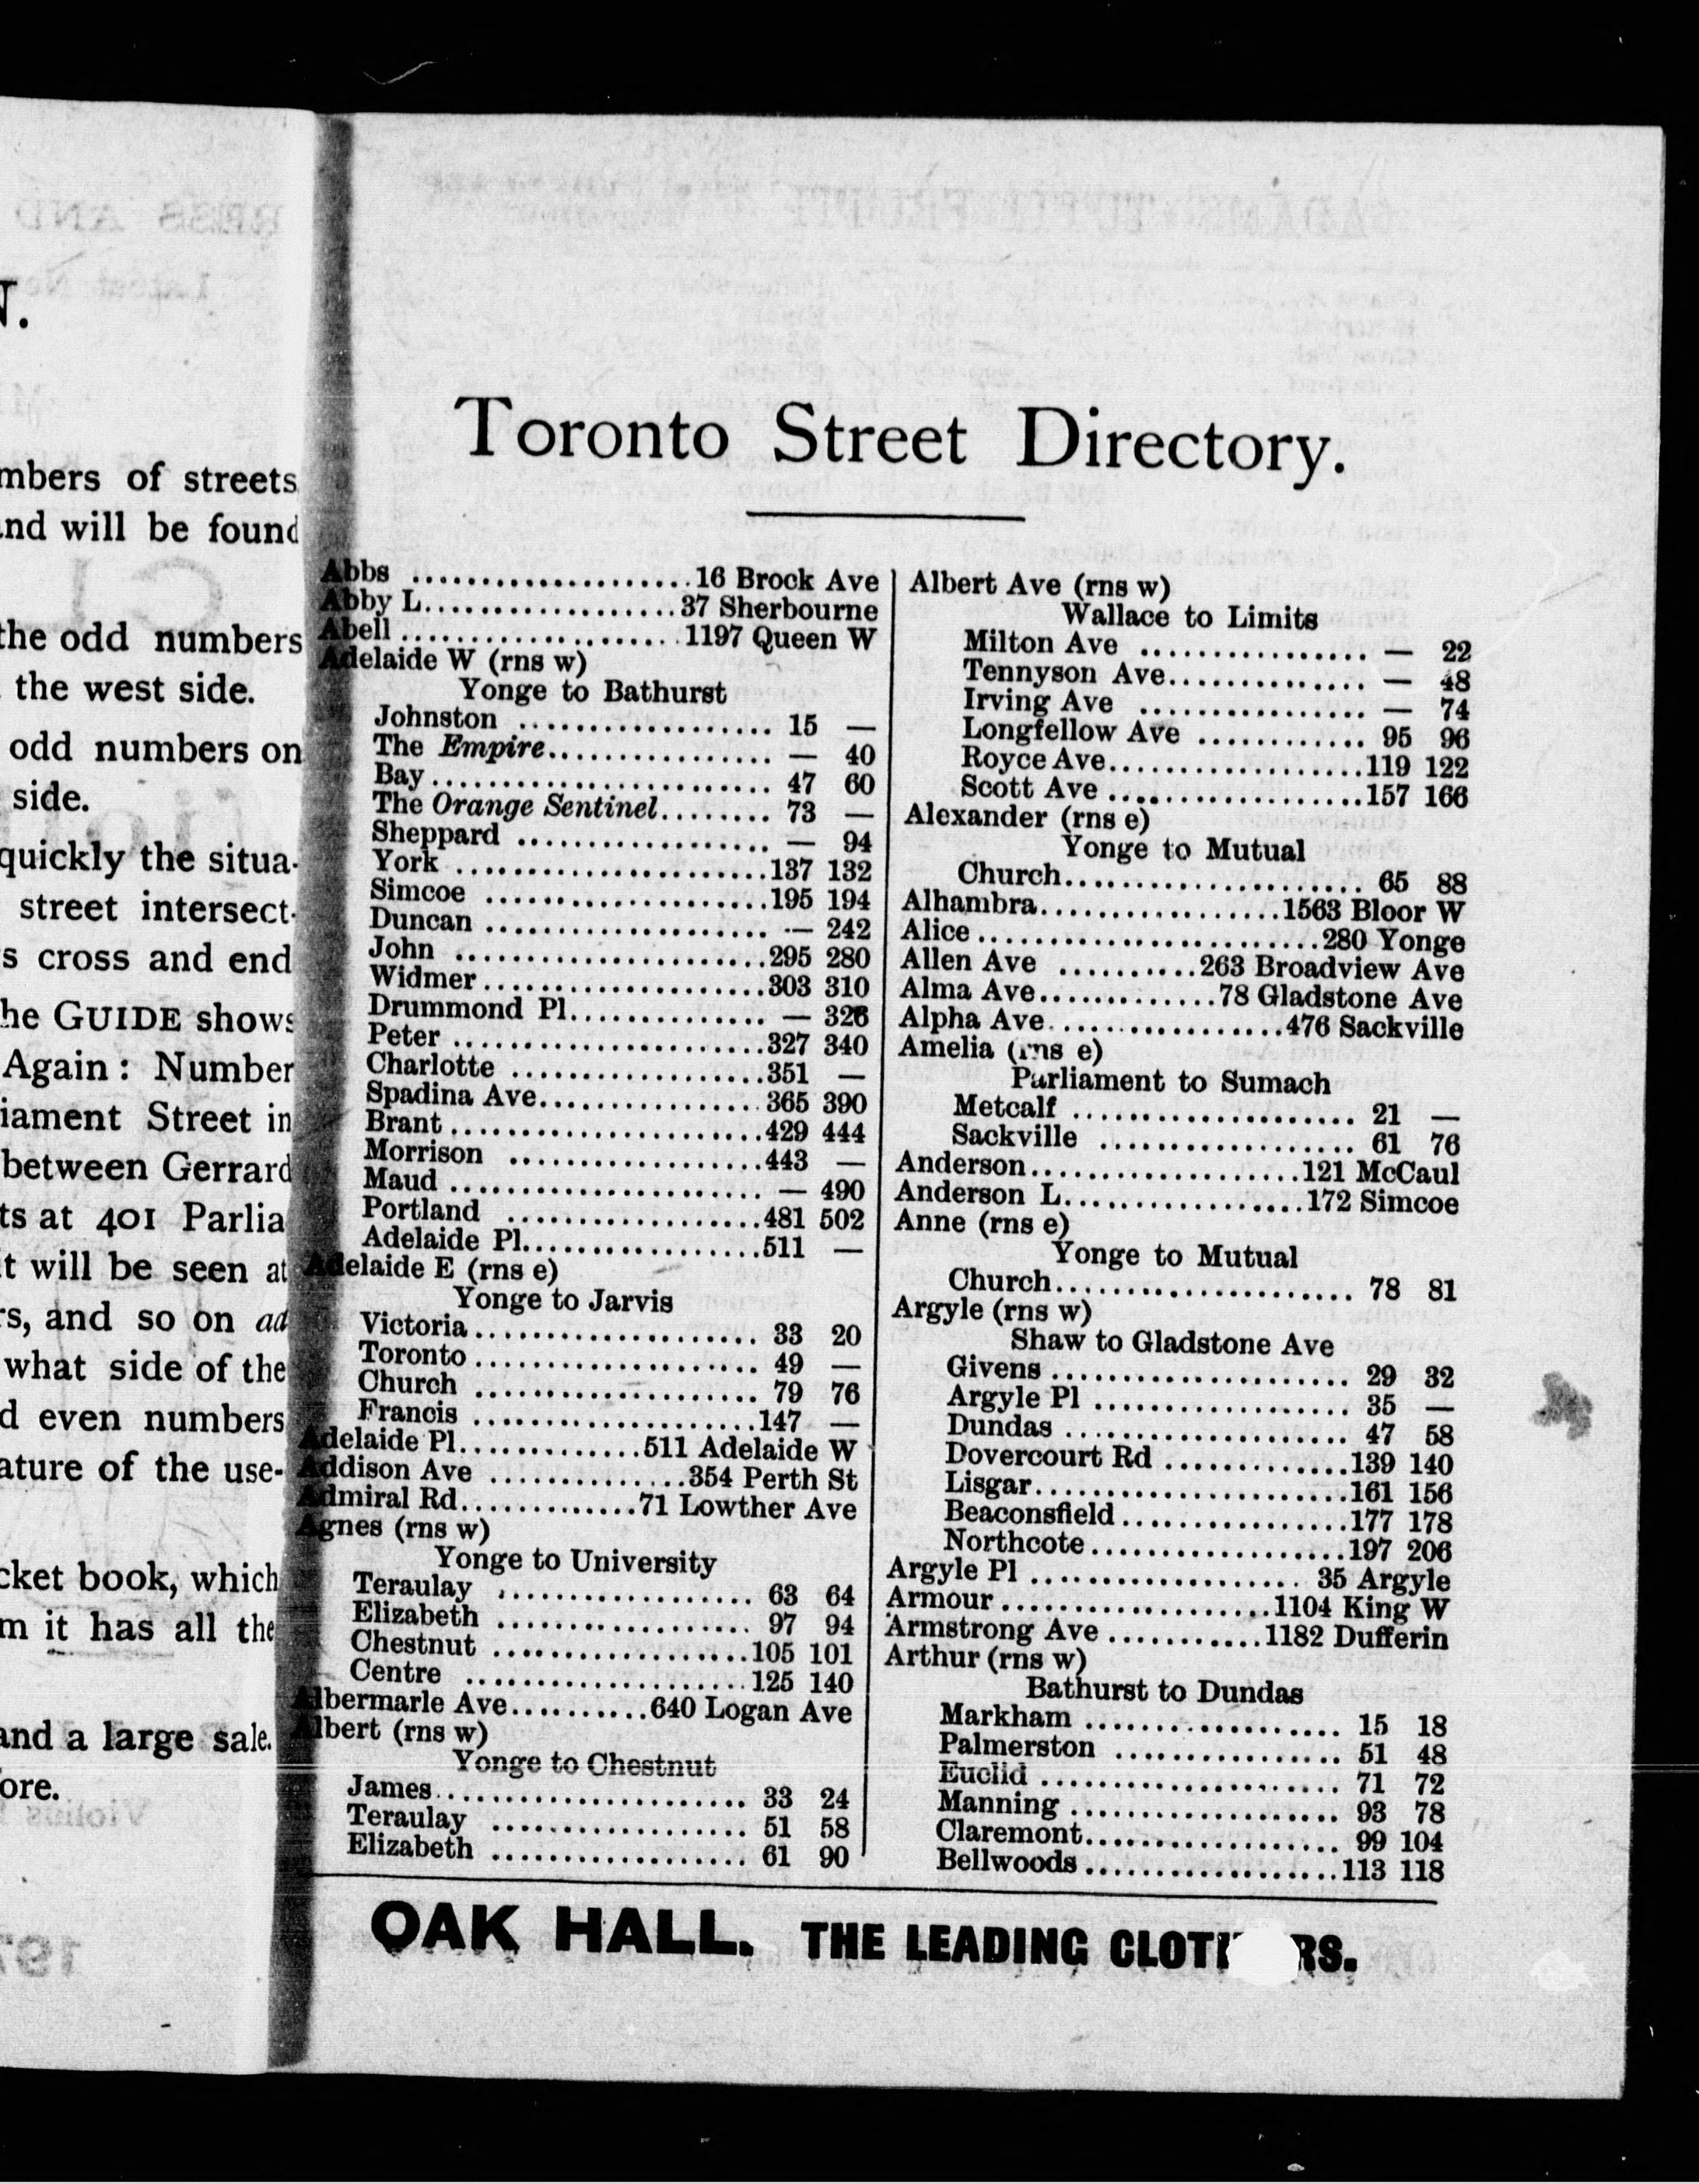 N.
mbers of streets
and will be found
the odd numbers
the west side.
odd numbers on
side.
quickly the situa-
street intersect-
s cross and end
he GUIDE shows
Again: Number
iament Street in
between Gerrard
ts at 401 Parlia
t will be seen at
rs, and so on ad
what side of the
d even numbers
ature of the use-
cket book, which
m it has all the
and a large sale.
ore.
Toronto Street Directory.
Abbs ....................16 Brock Ave
Abby L..................37 Sherbourne
Abell ....................1197 Queen W
Adelaide W (rns w)
Yonge to Bathurst
Johnston .................. 15 —
The Empire................ — 40
Bay......................... 47 60
The Orange Sentinel........ 73 —
Sheppard .................. — 94
York .......................137 132
Simcoe .....................195 194
Duncan ..................... — 242
John .......................295 280
Widmer.....................303 310
Drummond Pl.............. — 326
Peter .......................327 340
Charlotte ...................351 —
Spadina Ave................365 390
Brant.......................429 444
Morrison ...................443 —
Maud ....................... — 490
Portland ...................481 502
Adelaide Pl..................511 —
Adelaide E (rns e)
Yonge to Jarvis
Victoria..................... 33 20
Toronto..................... 49 —
Church ..................... 79 76
Francis .....................147 —
Adelaide Pl.............511 Adelaide W
Addison Ave ..............354 Perth St
Admiral Rd.............71 Lowther Ave
Agnes (rns w)
Yonge to University
Teraulay ................... 63 64
Elizabeth ................... 97 94
Chestnut ...................105 101
Centre .....................125 140
Albermarle Ave..........640 Logan Ave
Albert (rns w)
Yonge to Chestnut
James....................... 33 24
Teraulay ................... 51 58
Elizabeth ................... 61 90
Albert Ave (rns w)
Wallace to Limits
Milton Ave ................. — 22
Tennyson Ave............... — 48
Irving Ave ................. — 74
Longfellow Ave ............ 95 96
Royce Ave...................119 122
Scott Ave ...................157 166
Alexander (rns e)
Yonge to Mutual
Church...................... 65 88
Alhambra..................1563 Bloor W
Alice.........................280 Yonge
Allen Ave ..........263 Broadview Ave
Alma Ave.............78 Gladstone Ave
Alpha Ave..................476 Sackville
Amelia (rns e)
Parliament to Sumach
Metcalf ..................... 21 —
Sackville ................... 61 76
Anderson....................121 McCaul
Anderson L..................172 Simcoe
Anne (rns e)
Yonge to Mutual
Church...................... 78 81
Argyle (rns w)
Shaw to Gladstone Ave
Givens ...................... 29 32
Argyle Pl ................... 35 —
Dundas ..................... 47 58
Dovercourt Rd ..............139 140
Lisgar.......................161 156
Beaconsfield.................177 178
Northcote...................197 206
Argyle Pl .................... 35 Argyle
Armour....................1104 King W
Armstrong Ave ...........1182 Dufferin
Arthur (rns w)
Bathurst to Dundas
Markham ................... 15 18
Palmerston ................. 51 48
Euclid ...................... 71 72
Manning .................... 93 78
Claremont................... 99 104
Bellwoods...................113 118
OAK HALL. THE LEADING